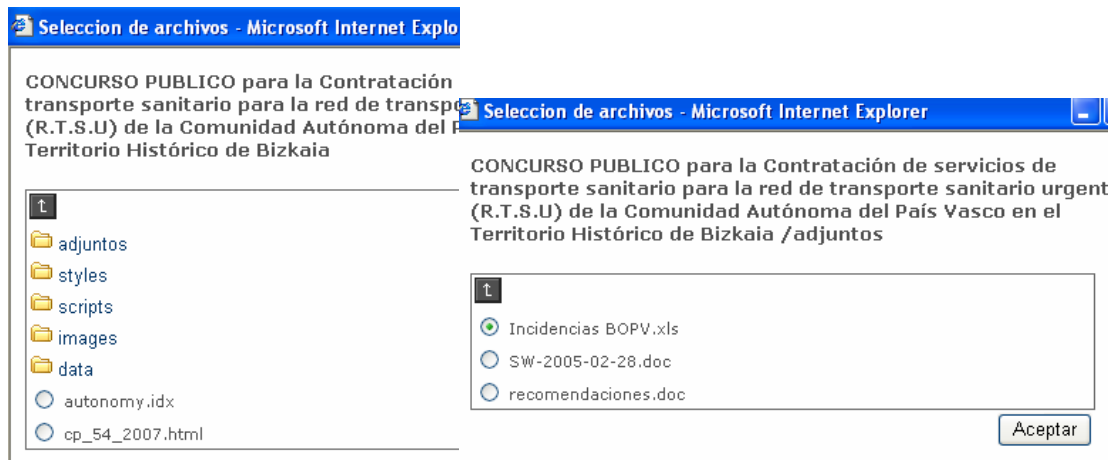 Seleccion de archivos - Microsoft Internet Explo
CONCURSO PUBLICO para la Contratación
transporte sanitario para la red de transpo
(R.T.S.U) de la Comunidad Autónoma del P
Territorio Histórico de Bizkaia
adjuntos
styles
scripts
images
data
autonomy.idx
cp_54_2007.html
Seleccion de archivos - Microsoft Internet Explorer
CONCURSO PUBLICO para la Contratación de servicios de
transporte sanitario para la red de transporte sanitario urgent
(R.T.S.U) de la Comunidad Autónoma del País Vasco en el
Territorio Histórico de Bizkaia /adjuntos
Incidencias BOPV.xls
SW-2005-02-28.doc
recomendaciones.doc
Aceptar